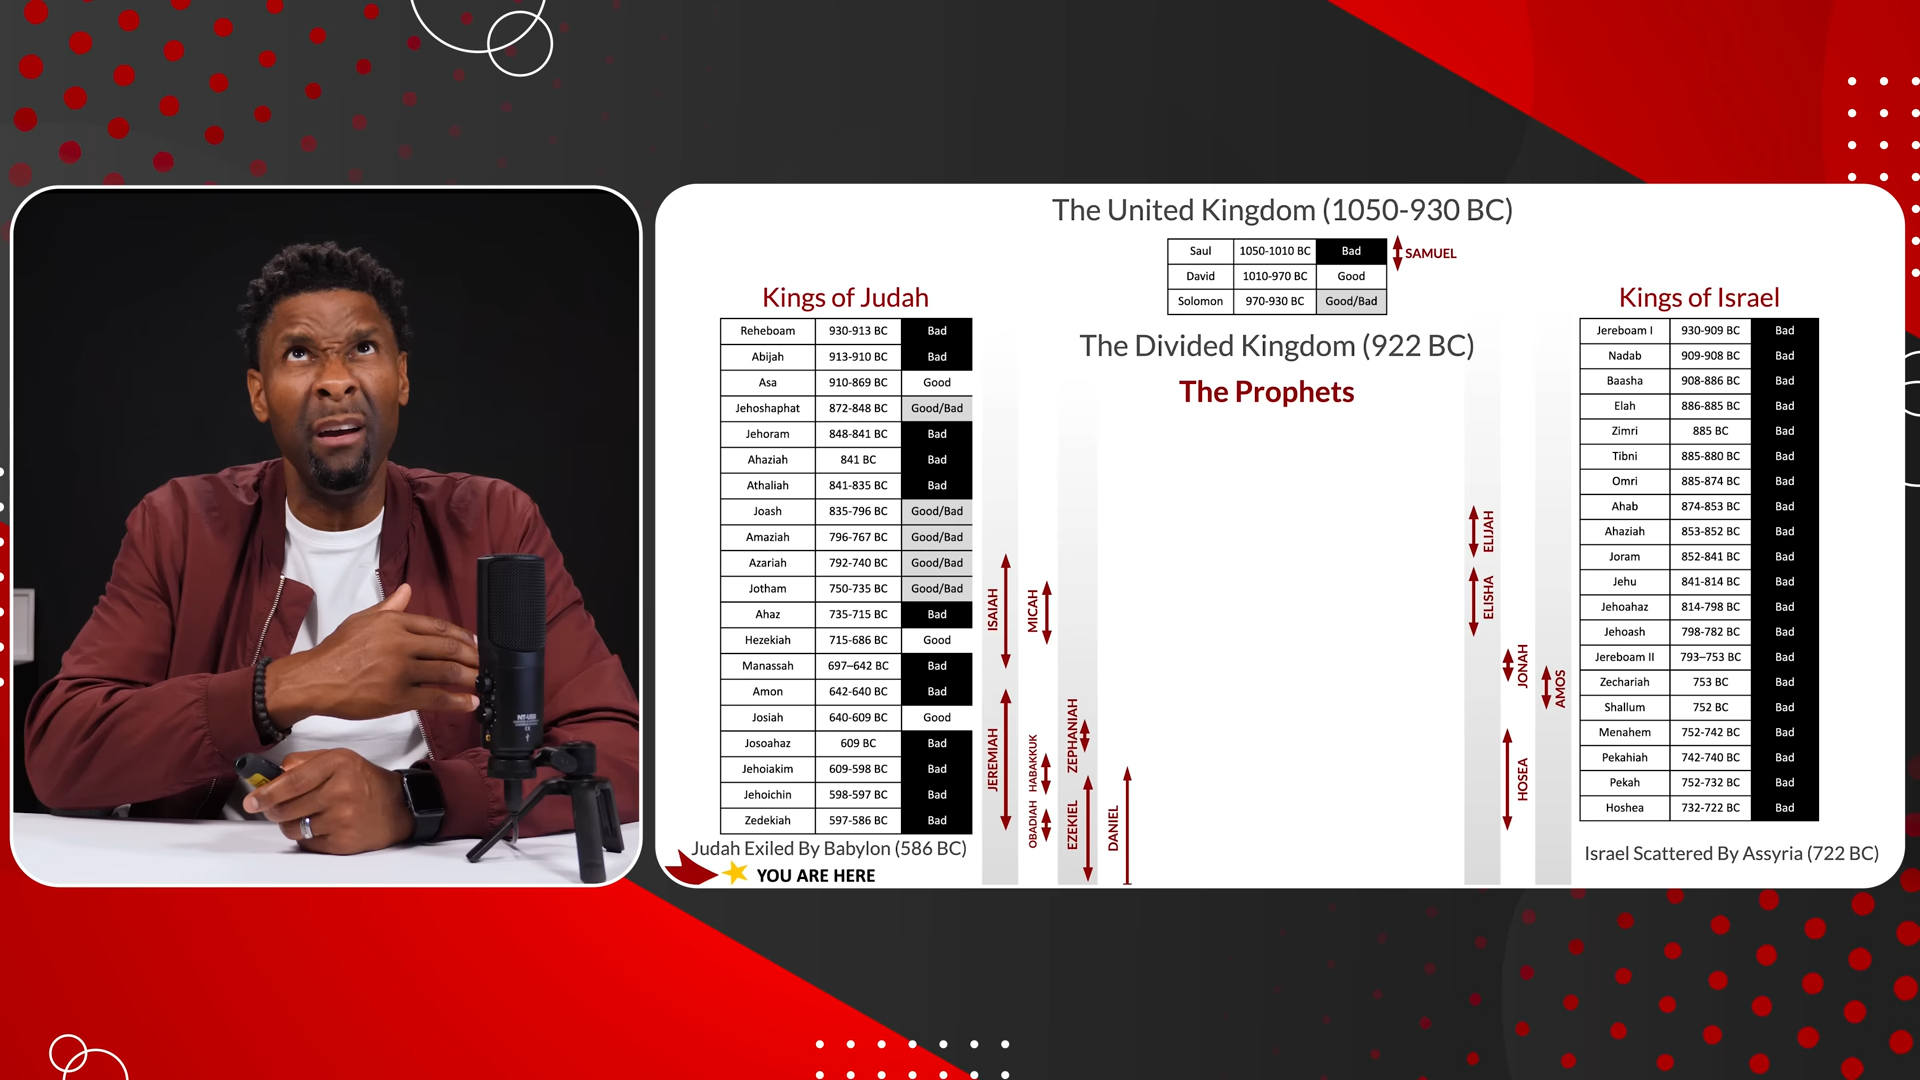 The United Kingdom (1050-930 BC)
Saul 1050-1010 BC Bad
David 1010-970 BC Good
Solomon 970-930 BC Good/Bad
SAMUEL
Kings of Judah
Reheboam 930-913 BC Bad
Abijah 913-910 BC Bad
Asa 910-869 BC Good
Jehoshaphat 872-848 BC Good/Bad
Jehoram 848-841 BC Bad
Ahaziah 841 BC Bad
Athaliah 841-835 BC Bad
Joash 835-796 BC Good/Bad
Amaziah 796-767 BC Good/Bad
Azariah 792-740 BC Good/Bad
Jotham 750-735 BC Good/Bad
Ahaz 735-715 BC Bad
Hezekiah 715-686 BC Good
Manassah 697–642 BC Bad
Amon 642-640 BC Bad
Josiah 640-609 BC Good
Josoahaz 609 BC Bad
Jehoiakim 609-598 BC Bad
Jehoichin 598-597 BC Bad
Zedekiah 597-586 BC Bad
Judah Exiled By Babylon (586 BC)
YOU ARE HERE
The Divided Kingdom (922 BC)
The Prophets
ISAIAH
MICAH
JEREMIAH
HABAKKUK
OBADIAH
ZEPHANIAH
EZEKIEL
DANIEL
ELIJAH
ELISHA
JONAH
AMOS
HOSEA
Kings of Israel
Jereboam I 930-909 BC Bad
Nadab 909-908 BC Bad
Baasha 908-886 BC Bad
Elah 886-885 BC Bad
Zimri 885 BC Bad
Tibni 885-880 BC Bad
Omri 885-874 BC Bad
Ahab 874-853 BC Bad
Ahaziah 853-852 BC Bad
Joram 852-841 BC Bad
Jehu 841-814 BC Bad
Jehoahaz 814-798 BC Bad
Jehoash 798-782 BC Bad
Jereboam II 793–753 BC Bad
Zechariah 753 BC Bad
Shallum 752 BC Bad
Menahem 752-742 BC Bad
Pekahiah 742-740 BC Bad
Pekah 752-732 BC Bad
Hoshea 732-722 BC Bad
Israel Scattered By Assyria (722 BC)
NT-USB